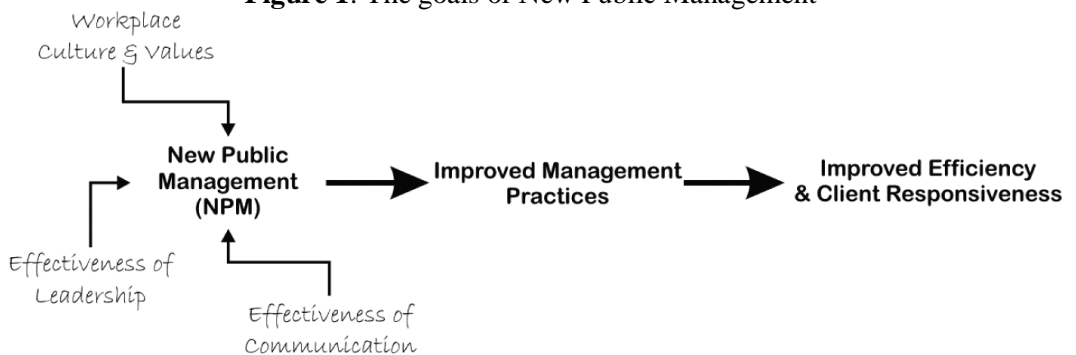 Figure 1. The goals of New Public Management
Workplace
Culture & Values
New Public
Management
(NPM)
Improved Management
Practices
Improved Efficiency
& Client Responsiveness
Effectiveness of
Leadership
Effectiveness of
Communication